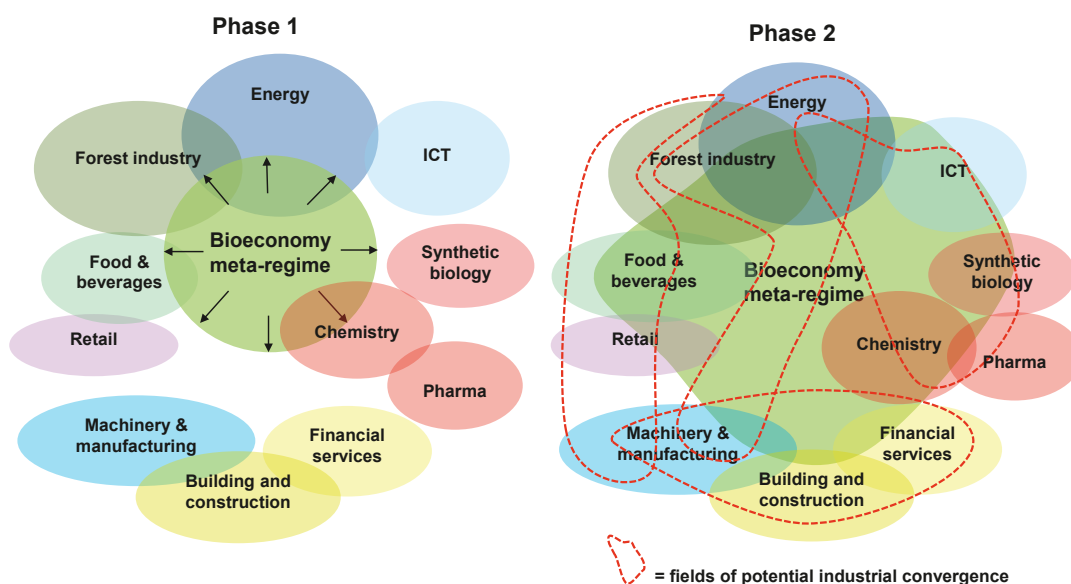 Phase 1
Energy
Forest industry
ICT
Bioeconomy
meta-regime
Food &
beverages
Synthetic
biology
Retail
Chemistry
Pharma
Machinery &
manufacturing
Financial
services
Building and
construction
Phase 2
Energy
Forest industry
ICT
Food &
beverages
Bioeconomy
meta-regime
Synthetic
biology
Retail
Chemistry
Pharma
Machinery &
manufacturing
Financial
services
Building and
construction
= fields of potential industrial convergence